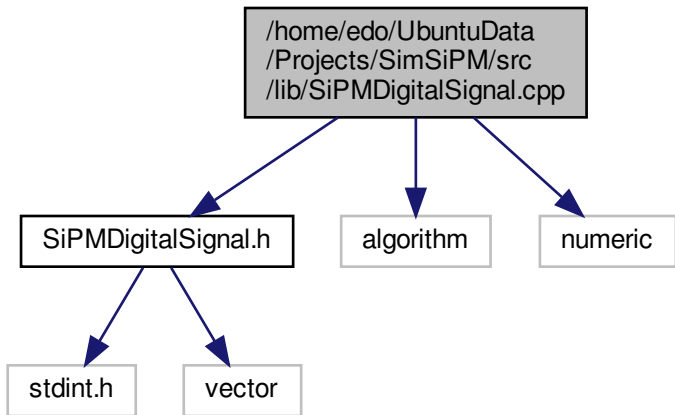 /home/edo/UbuntuData
/Projects/SimSiPM/src
/lib/SiPMDigitalSignal.cpp
SiPMDigitalSignal.h
algorithm
numeric
stdint.h
vector